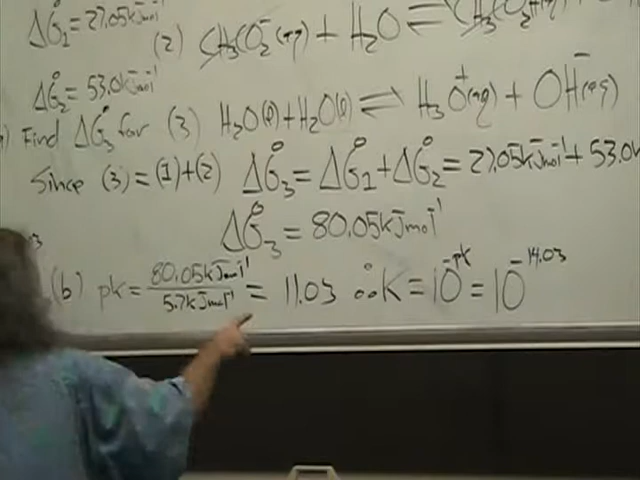 ΔG°₁ = 27.05 kJmol⁻¹
(2) CH₃CO₂⁻(aq) + H₂O ⇌ CH₃CO₂H(aq)
ΔG°₂ = 53.0 kJmol⁻¹
Find ΔG°₃ for (3) H₂O(l) + H₂O(l) ⇌ H₃O⁺(aq) + OH⁻(aq)
Since (3) = (1)+(2) ΔG°₃ = ΔG°₁ + ΔG°₂ = 27.05 kJmol⁻¹ + 53.0k
ΔG°₃ = 80.05 kJmol⁻¹
(b) pk = 80.05 kJmol⁻¹ / 5.7 kJmol⁻¹ = 11.03 ∴ K = 10⁻ᵖᵏ = 10⁻¹⁴·⁰³